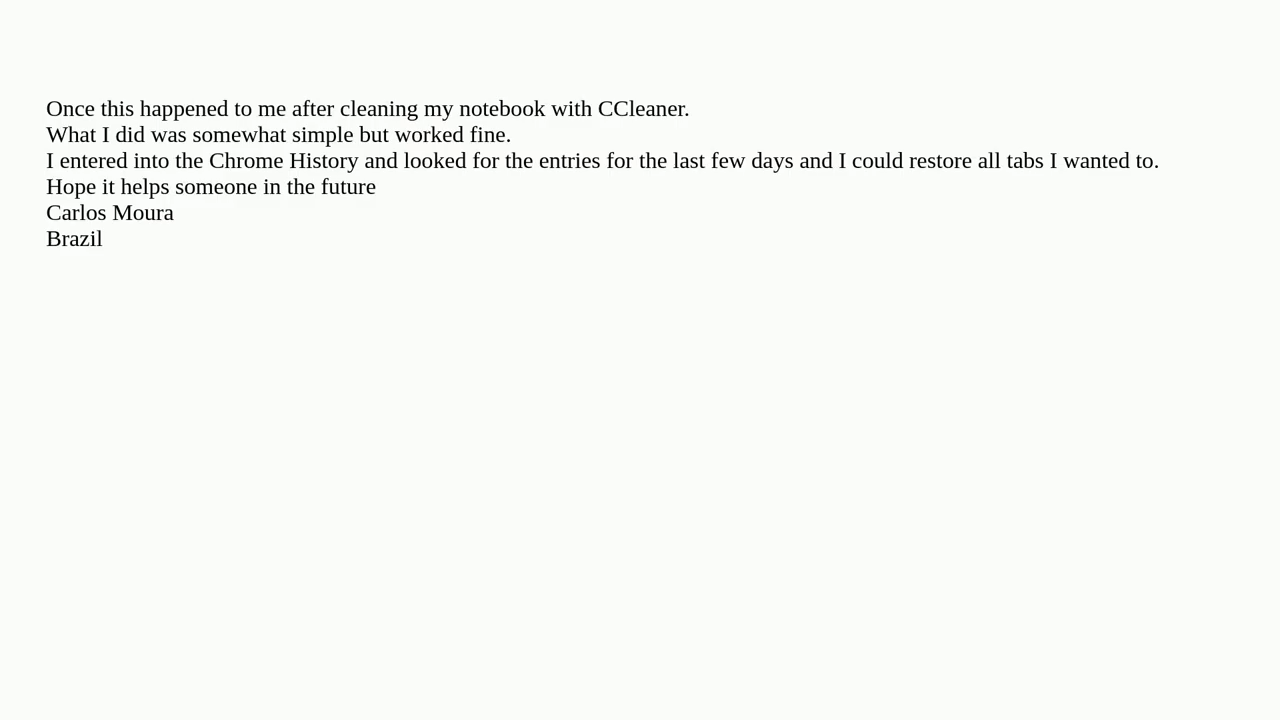 Once this happened to me after cleaning my notebook with CCleaner.
What I did was somewhat simple but worked fine.
I entered into the Chrome History and looked for the entries for the last few days and I could restore all tabs I wanted to.
Hope it helps someone in the future
Carlos Moura
Brazil